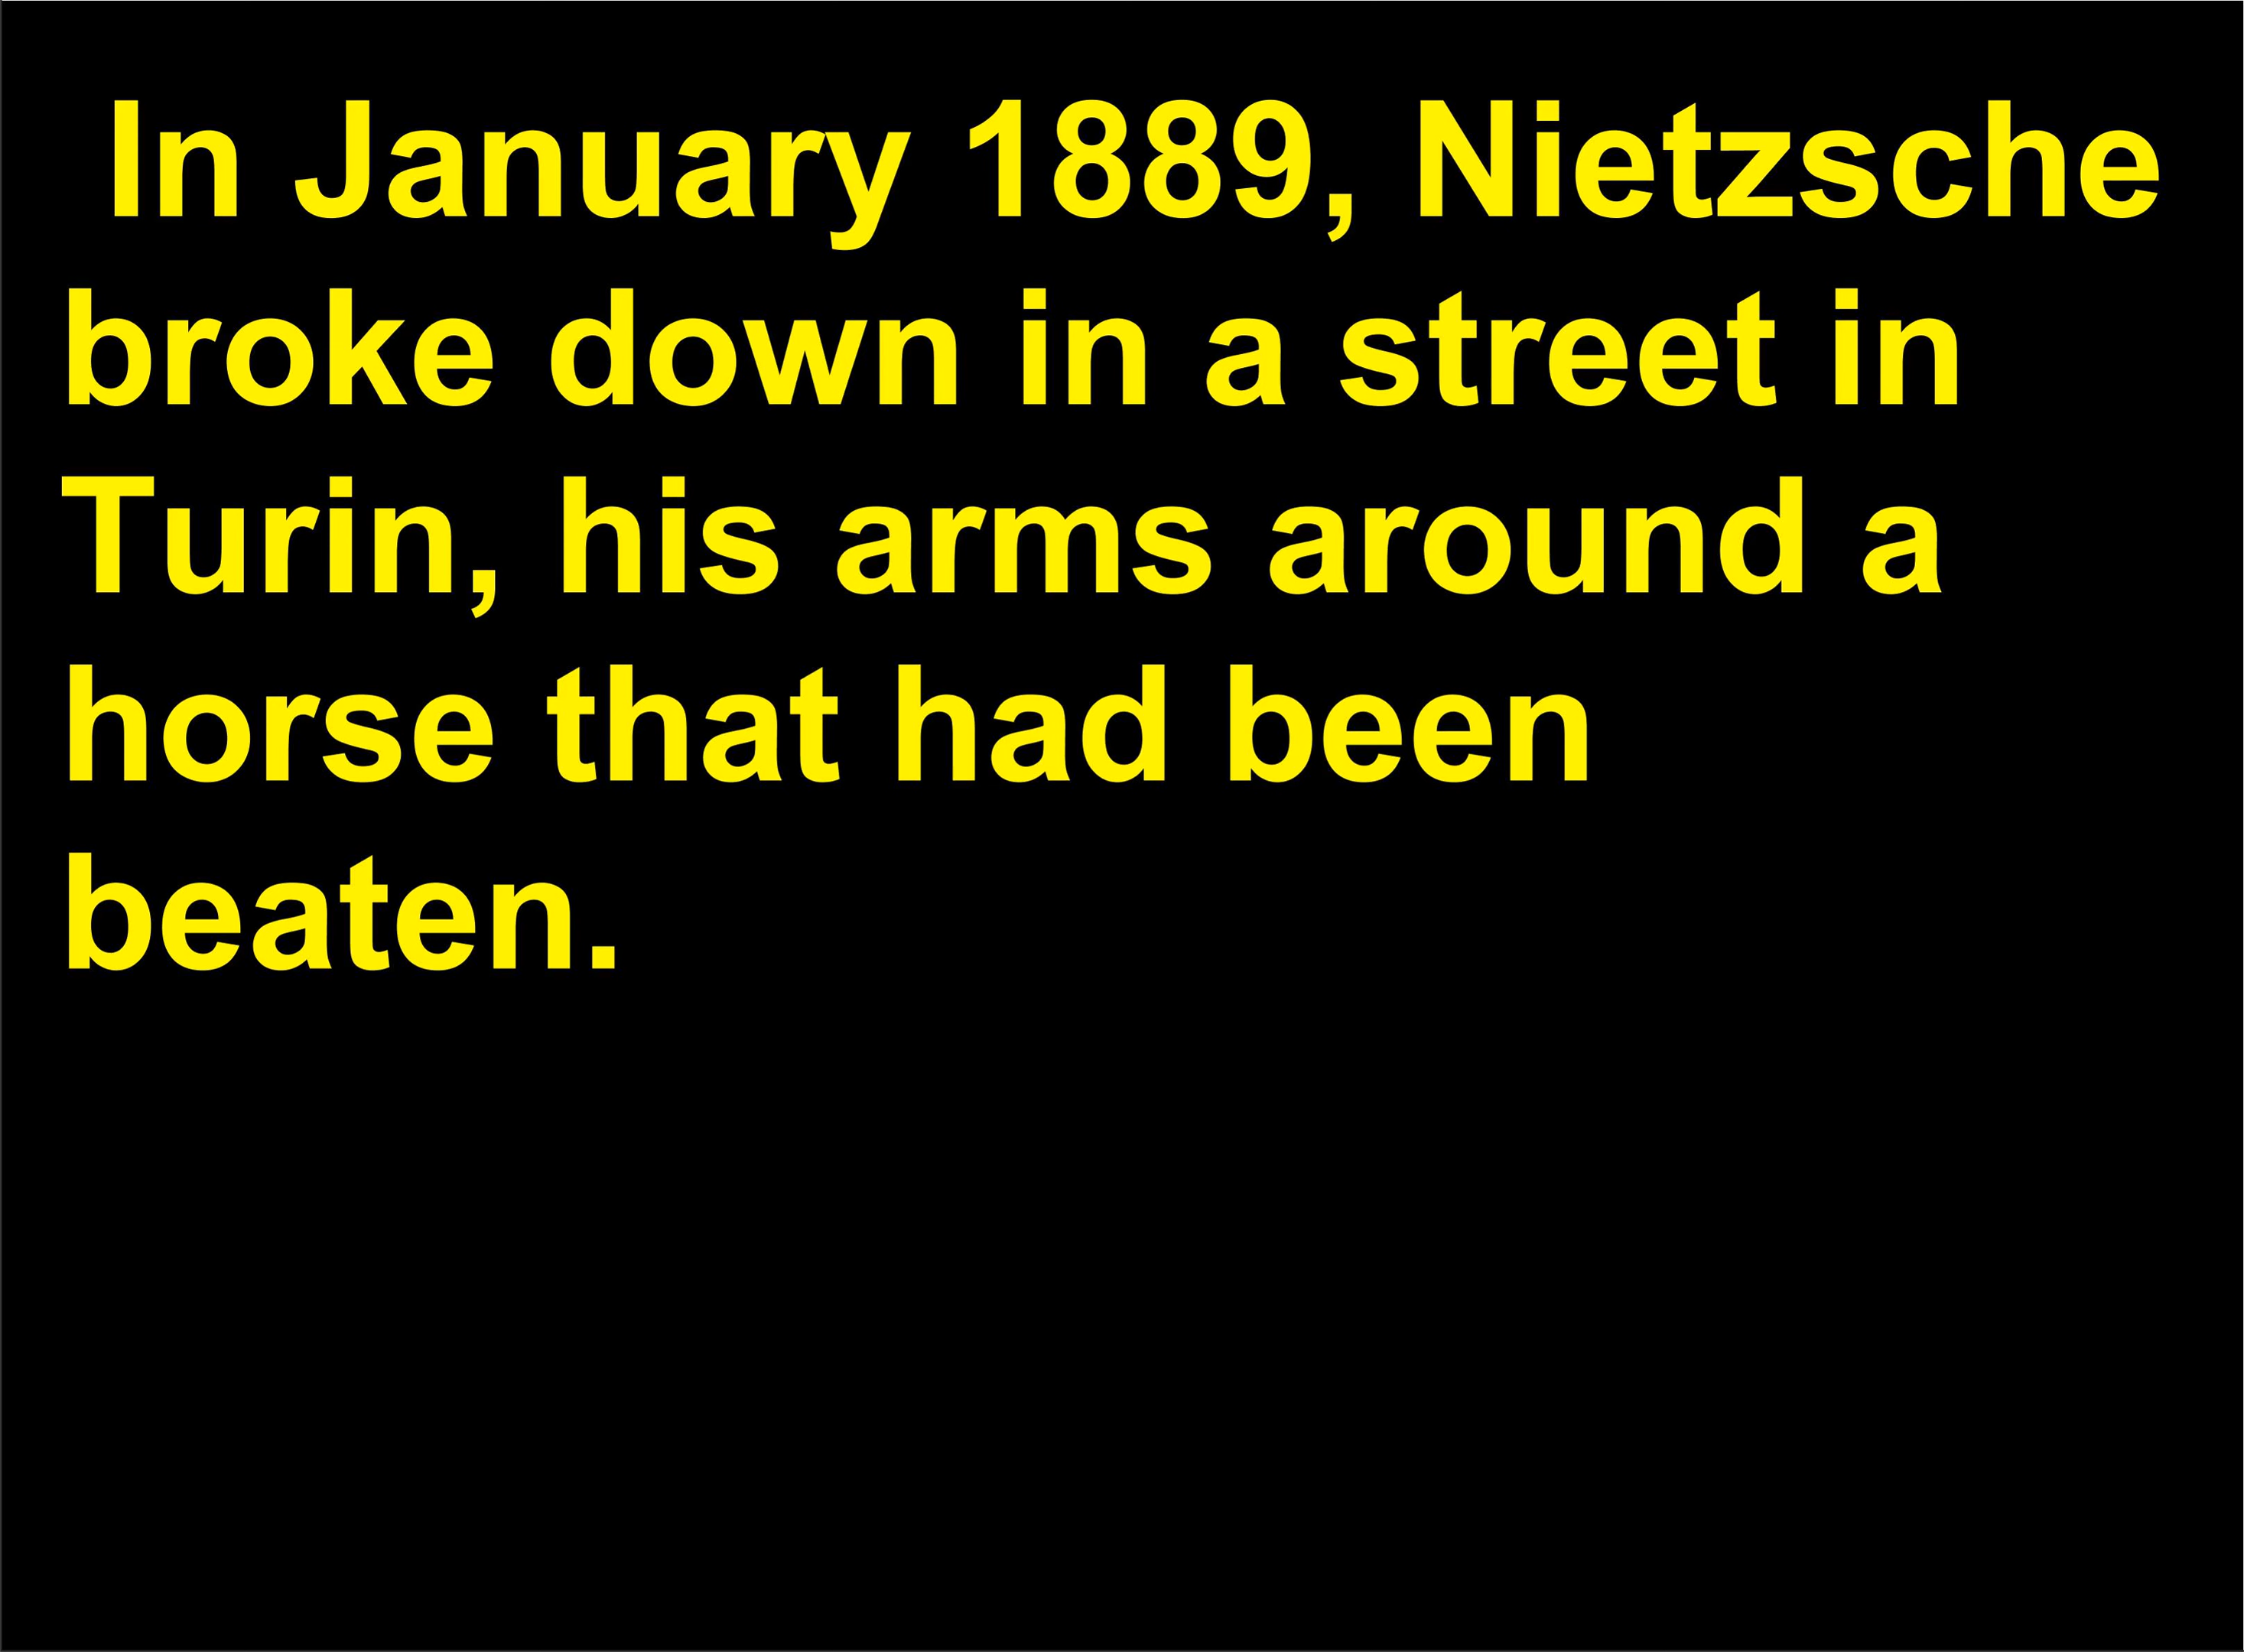 In January 1889, Nietzsche
broke down in a street in
Turin, his arms around a
horse that had been
beaten.